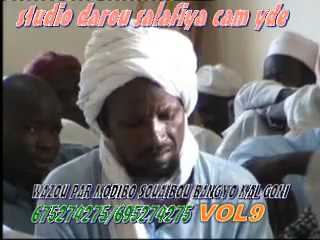 studio darou salafiya cam yde
WAZOU PAR MODIBO SOUAIBOU BANGYO MAL GONI
675274275/695274275 VOL9